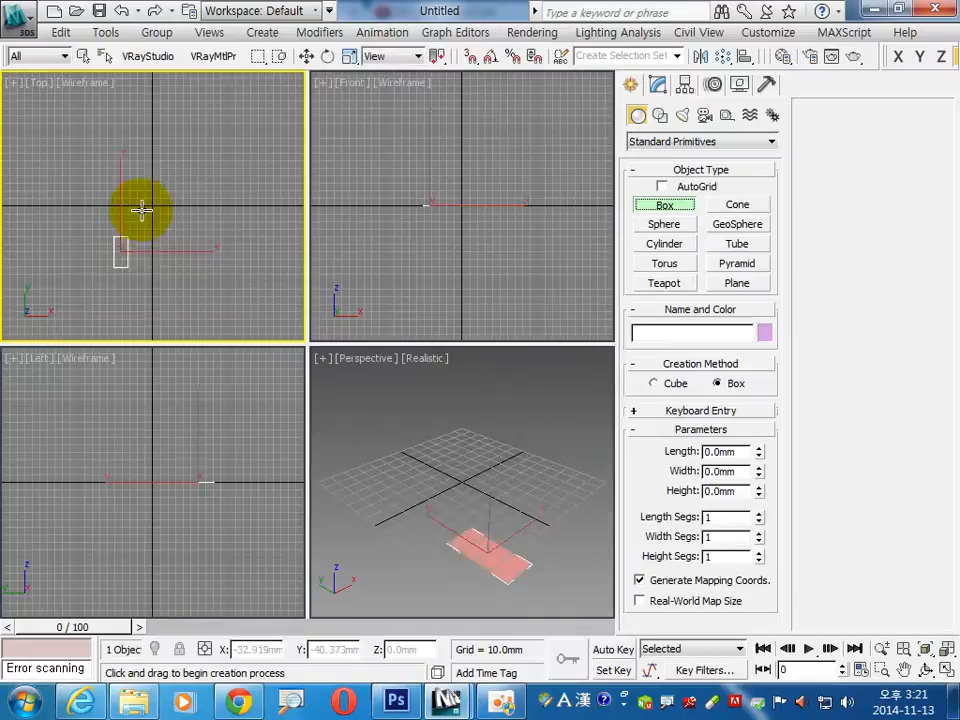 3DS
Workspace: Default
Untitled
Type a keyword or phrase
Edit Tools Group Views Create Modifiers Animation Graph Editors Rendering Lighting Analysis Civil View Customize MAXScript Help
All VRayStudio VRayMtlPr View Create Selection Set X Y Z
[+] [Top] [Wireframe]
[+] [Front] [Wireframe]
Standard Primitives
Object Type
AutoGrid
Box Cone
Sphere GeoSphere
Cylinder Tube
Torus Pyramid
Teapot Plane
Name and Color
[+] [Left] [Wireframe]
[+] [Perspective] [Realistic]
Creation Method
Cube Box
Keyboard Entry
Parameters
Length: 0.0mm
Width: 0.0mm
Height: 0.0mm
Length Segs: 1
Width Segs: 1
Height Segs: 1
Generate Mapping Coords.
Real-World Map Size
0 / 100
1 Objec X: -32.919mm Y: -40.373mm Z: 0.0mm Grid = 10.0mm Auto Key Selected
Error scanning Click and drag to begin creation process Add Time Tag Set Key Key Filters... 0
Ps A 漢
오후 3:21
2014-11-13